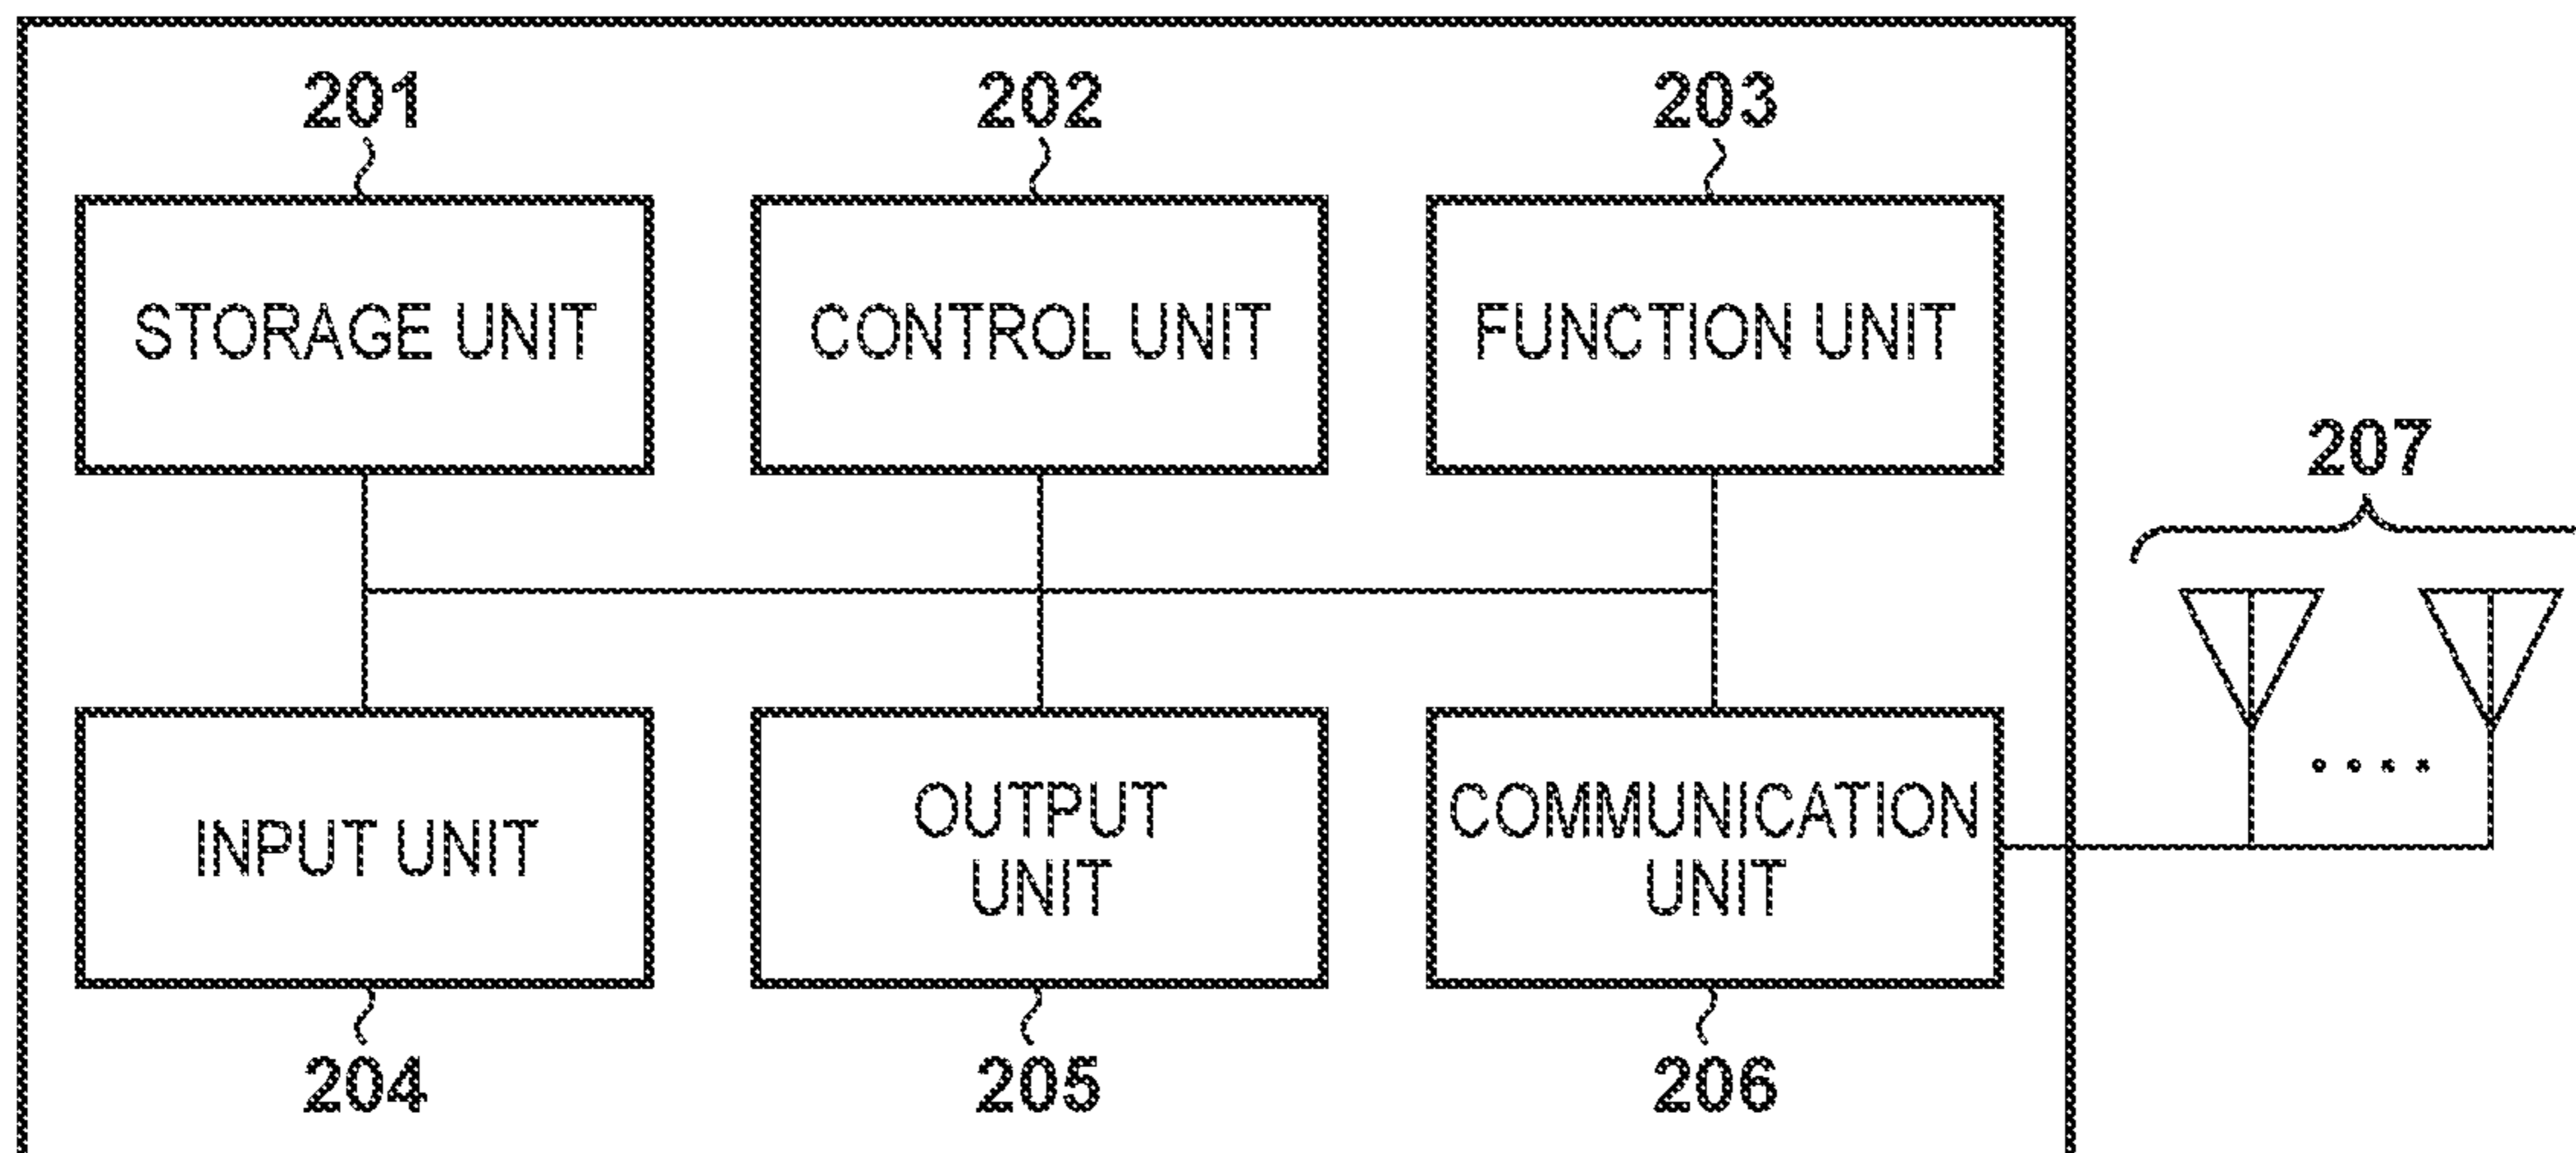 201
202
203
STORAGE UNIT
CONTROL UNIT
FUNCTION UNIT
207
INPUT UNIT
OUTPUT
UNIT
COMMUNICATION
UNIT
204
205
206